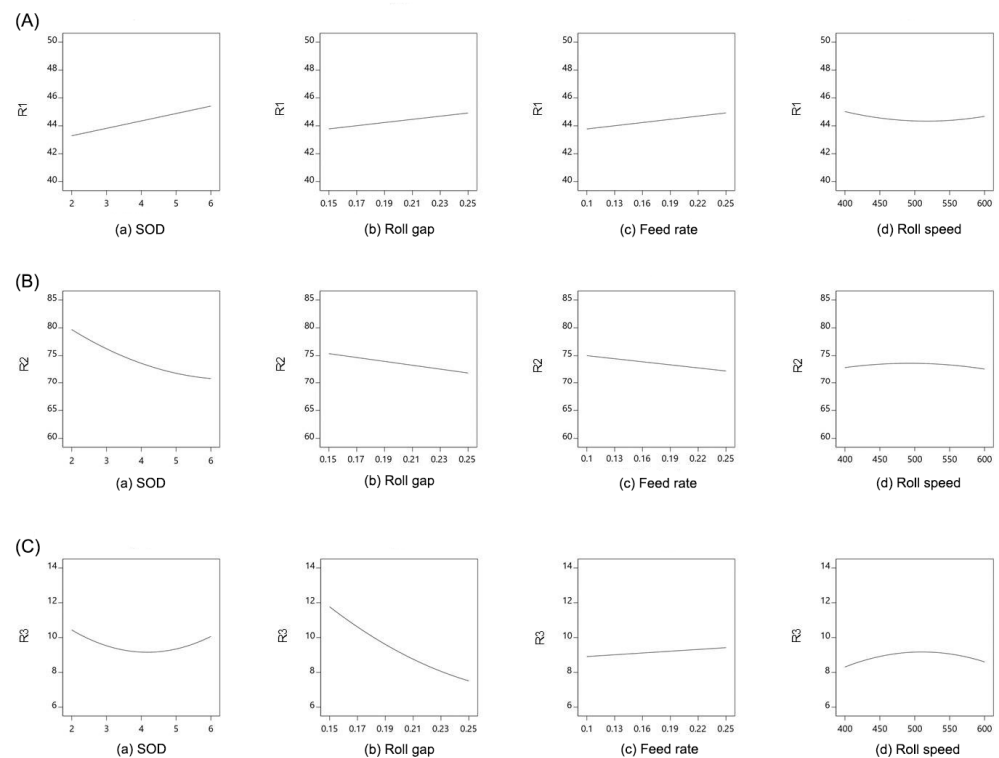 (A)
R1
50
48
46
44
42
40
2 3 4 5 6
(a) SOD
R1
50
48
46
44
42
40
0.15 0.17 0.19 0.21 0.23 0.25
(b) Roll gap
R1
50
48
46
44
42
40
0.1 0.13 0.16 0.19 0.22 0.25
(c) Feed rate
R1
50
48
46
44
42
40
400 450 500 550 600
(d) Roll speed
(B)
R2
85
80
75
70
65
60
2 3 4 5 6
(a) SOD
R2
85
80
75
70
65
60
0.15 0.17 0.19 0.21 0.23 0.25
(b) Roll gap
R2
85
80
75
70
65
60
0.1 0.13 0.16 0.19 0.22 0.25
(c) Feed rate
R2
85
80
75
70
65
60
400 450 500 550 600
(d) Roll speed
(C)
R3
14
12
10
8
6
2 3 4 5 6
(a) SOD
R3
14
12
10
8
6
0.15 0.17 0.19 0.21 0.23 0.25
(b) Roll gap
R3
14
12
10
8
6
0.1 0.13 0.16 0.19 0.22 0.25
(c) Feed rate
R3
14
12
10
8
6
400 450 500 550 600
(d) Roll speed